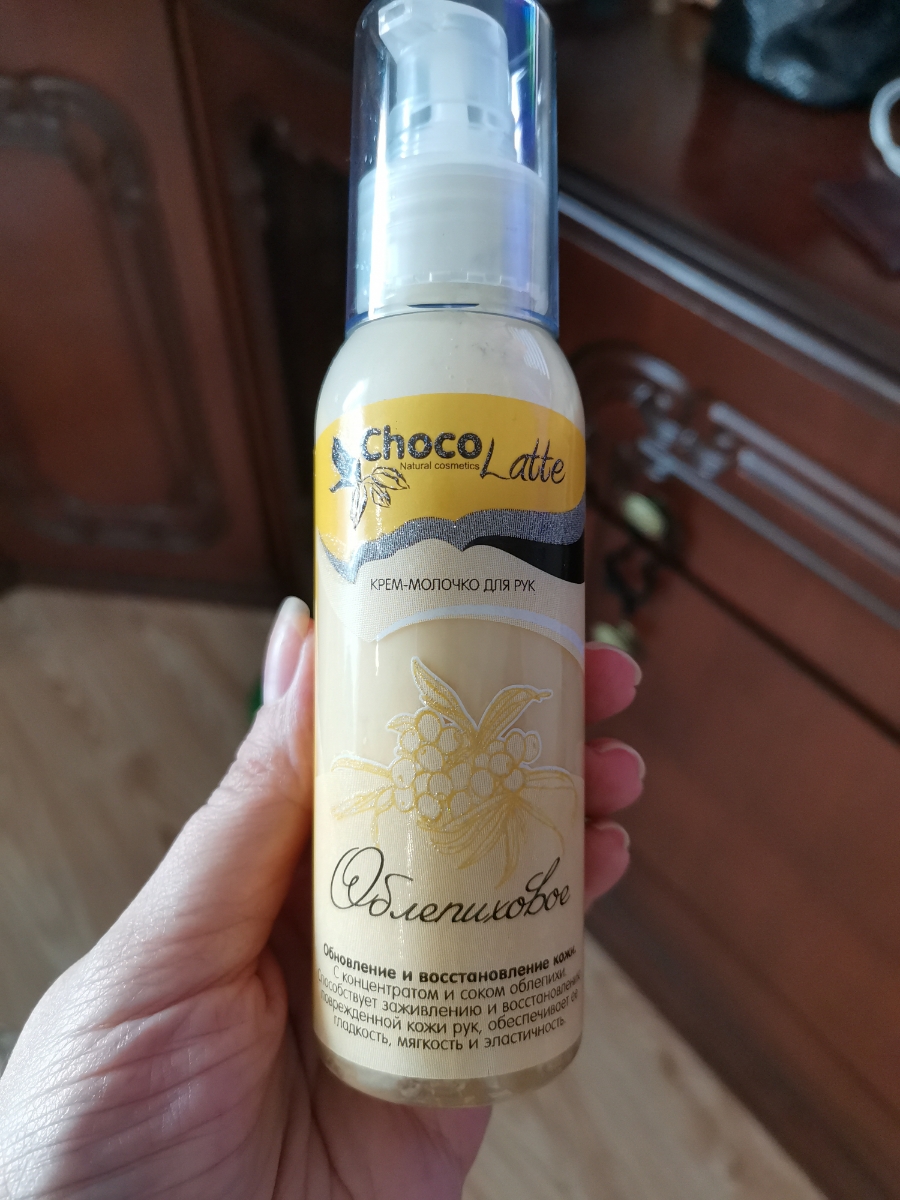 Choco Latte
Natural cosmetics
КРЕМ-МОЛОЧКО ДЛЯ РУК
Облепиховое
Обновление и восстановление кожи.
С концентратом и соком облепихи.
Способствует заживлению и восстановлению
поврежденной кожи рук, обеспечивает ее
гладкость, мягкость и эластичность.